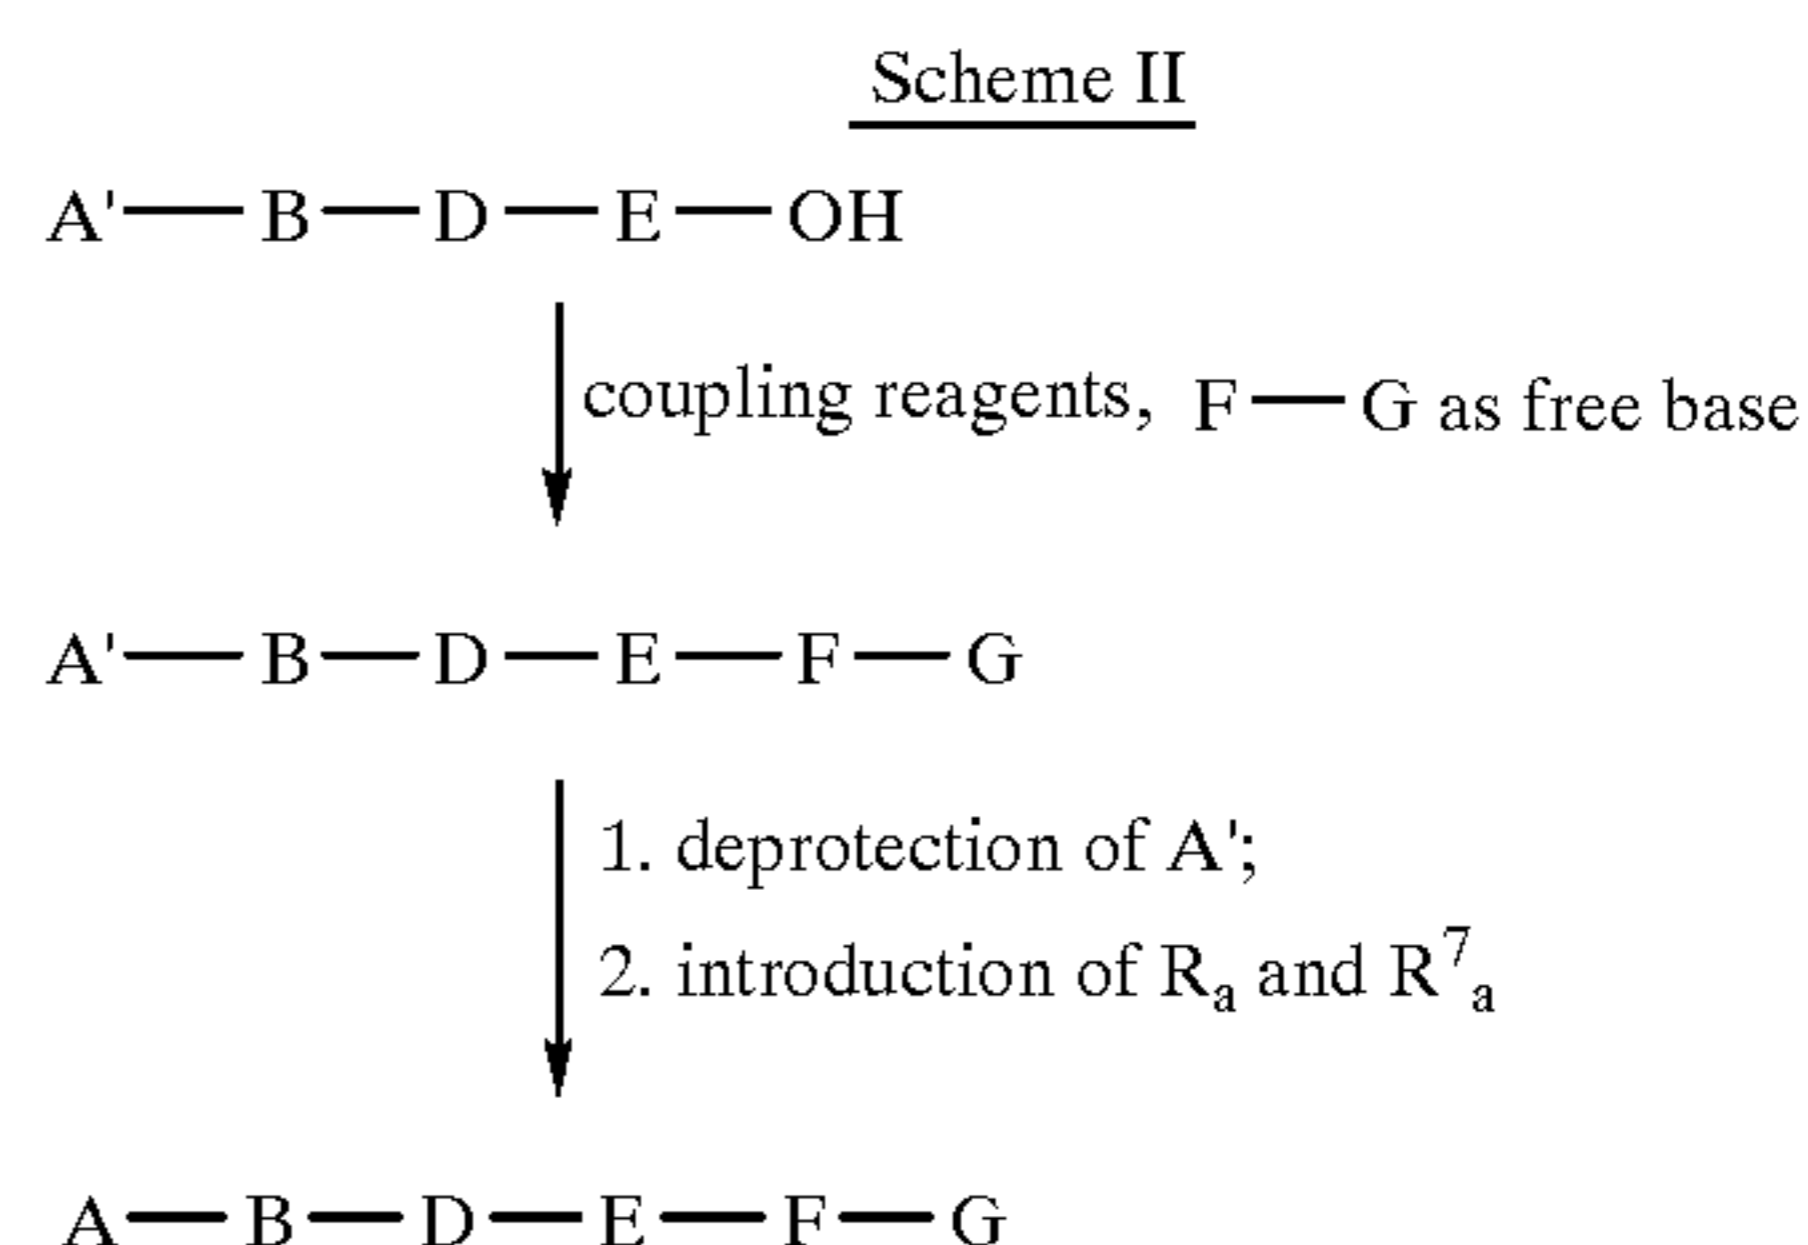 Scheme II
A' — B — D — E — OH
coupling reagents, F — G as free base
A' — B — D — E — F — G
1. deprotection of A';
2. introduction of Rₐ and R⁷ₐ
A — B — D — E — F — G